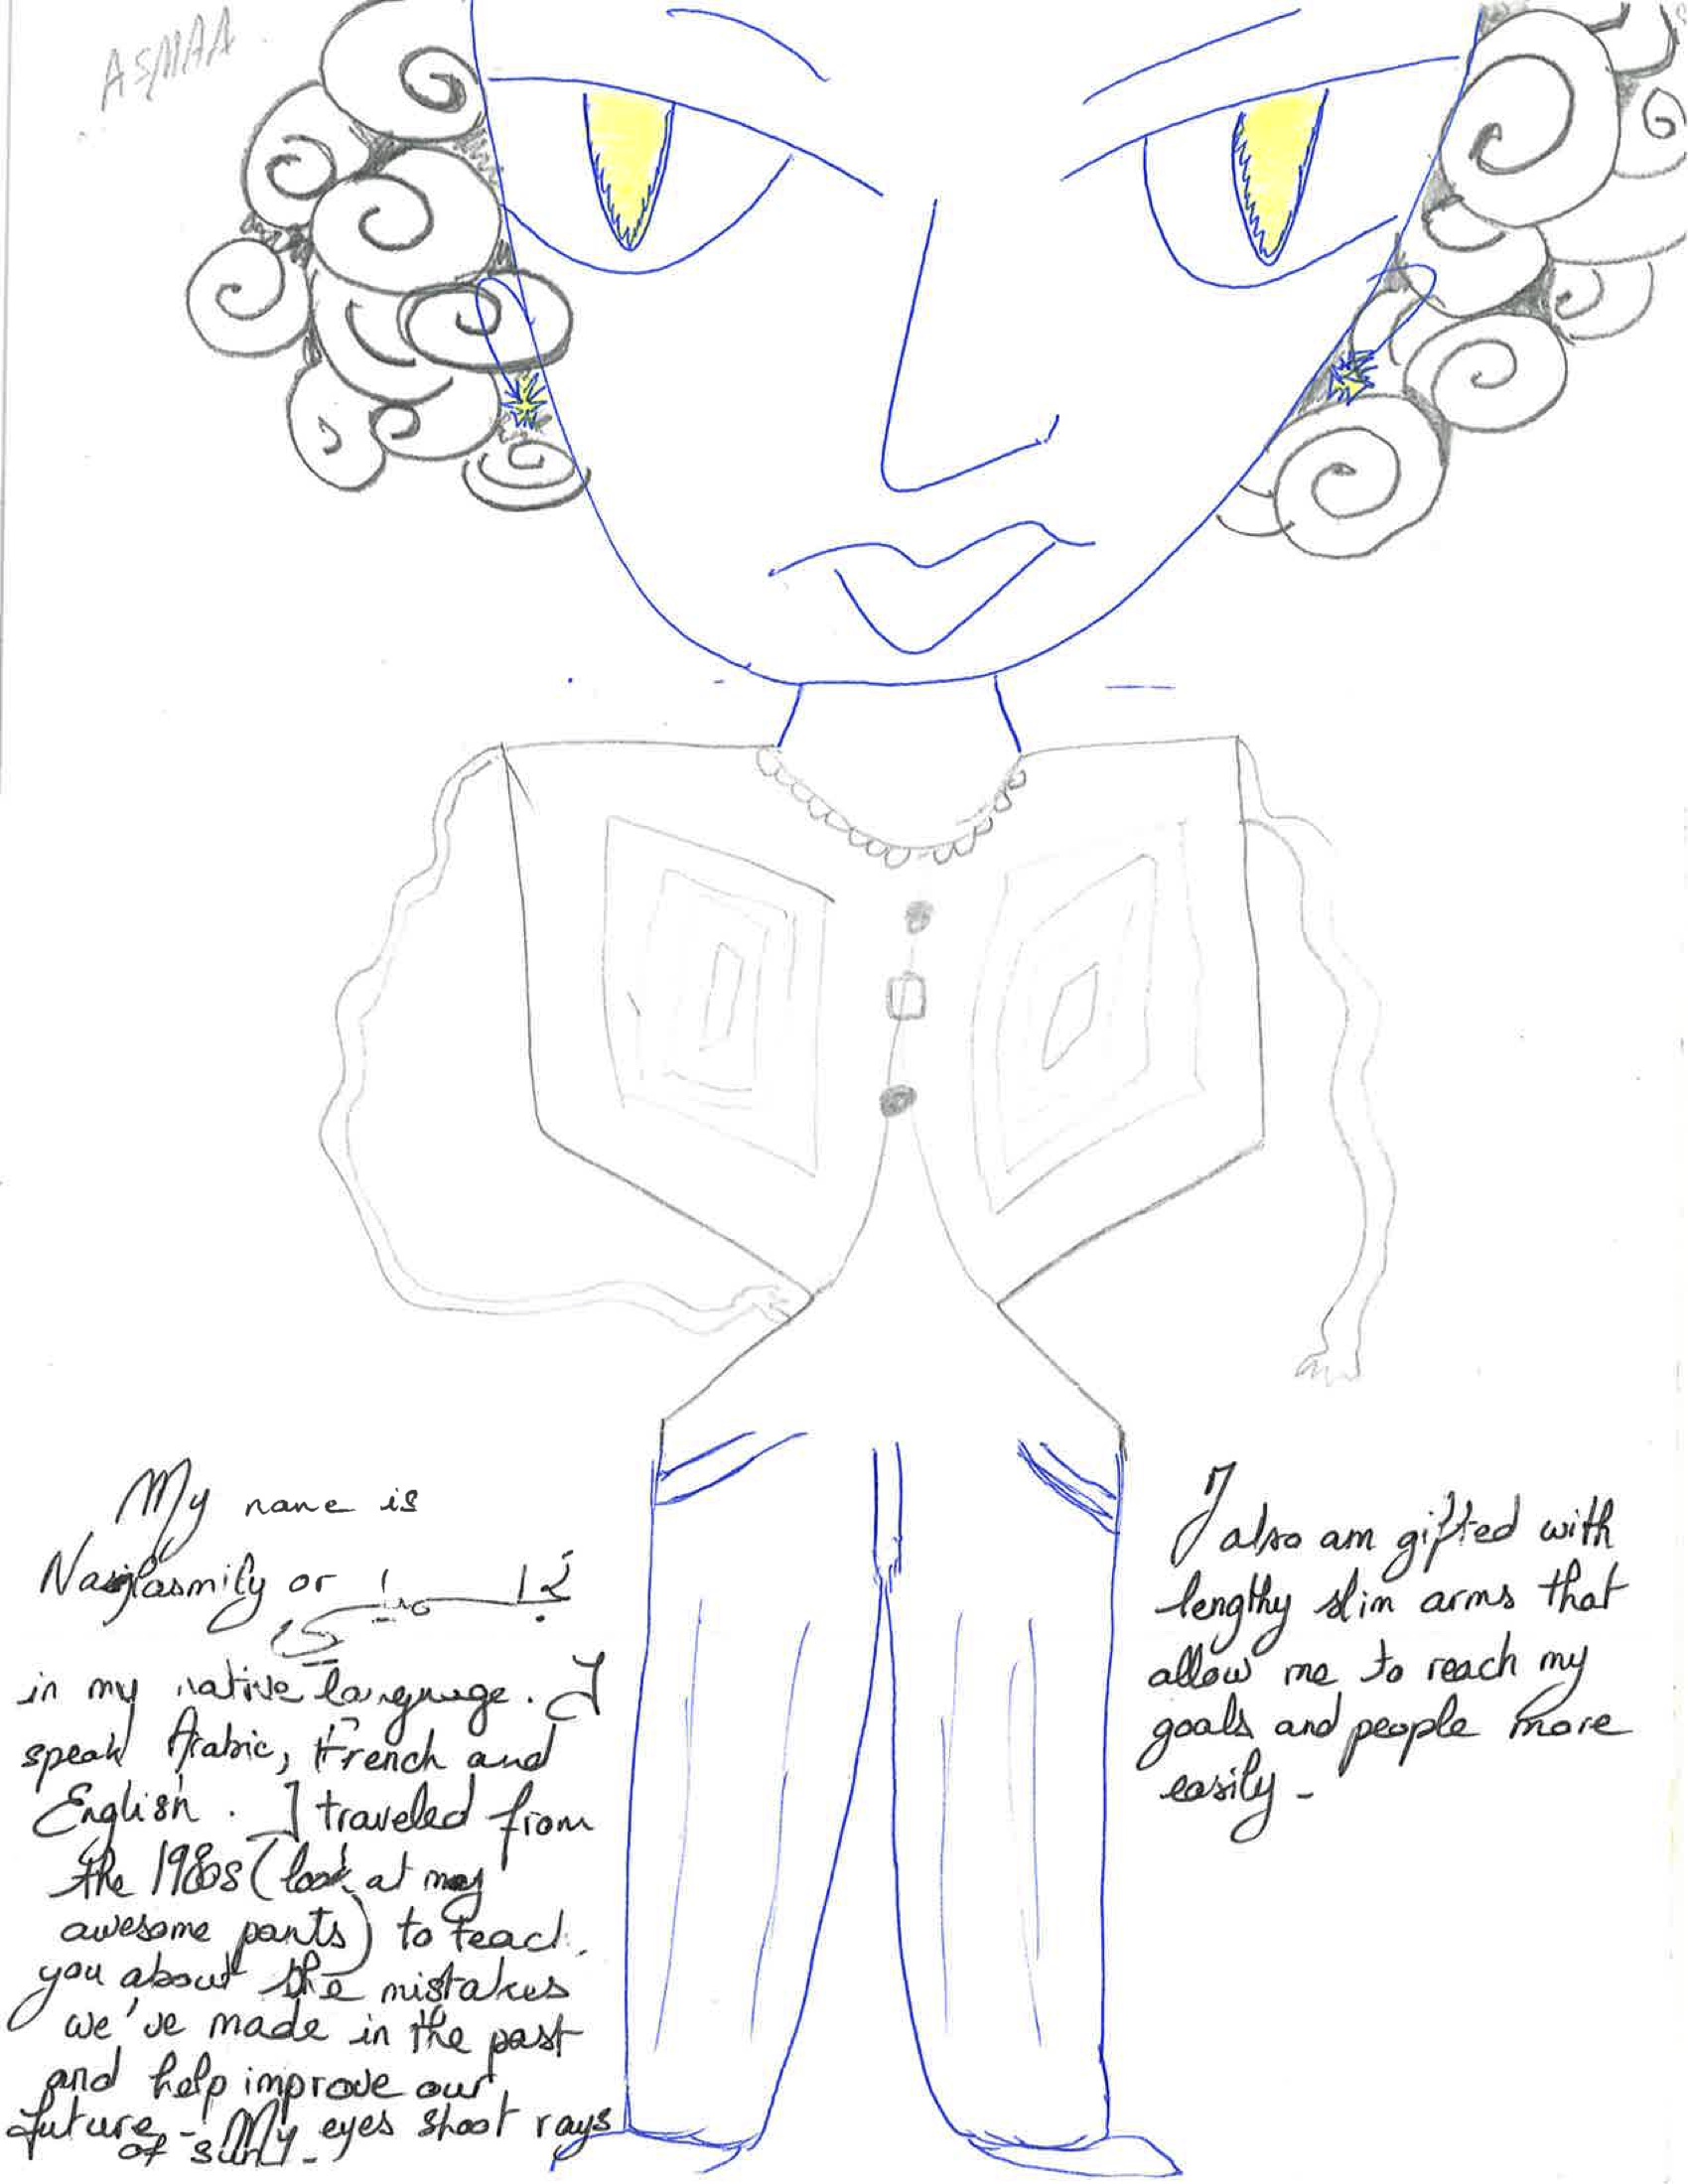 ASMAA
My name is
or
in my native language. I
speak Arabic, French and
English. I traveled from
the 1980s (look at my
awesome pants) to teach
you about the mistakes
we've made in the past
and help improve our
future - My eyes shoot rays
of sun -
I also am gifted with
lengthy slim arms that
allow me to reach my
goals and people more
easily -